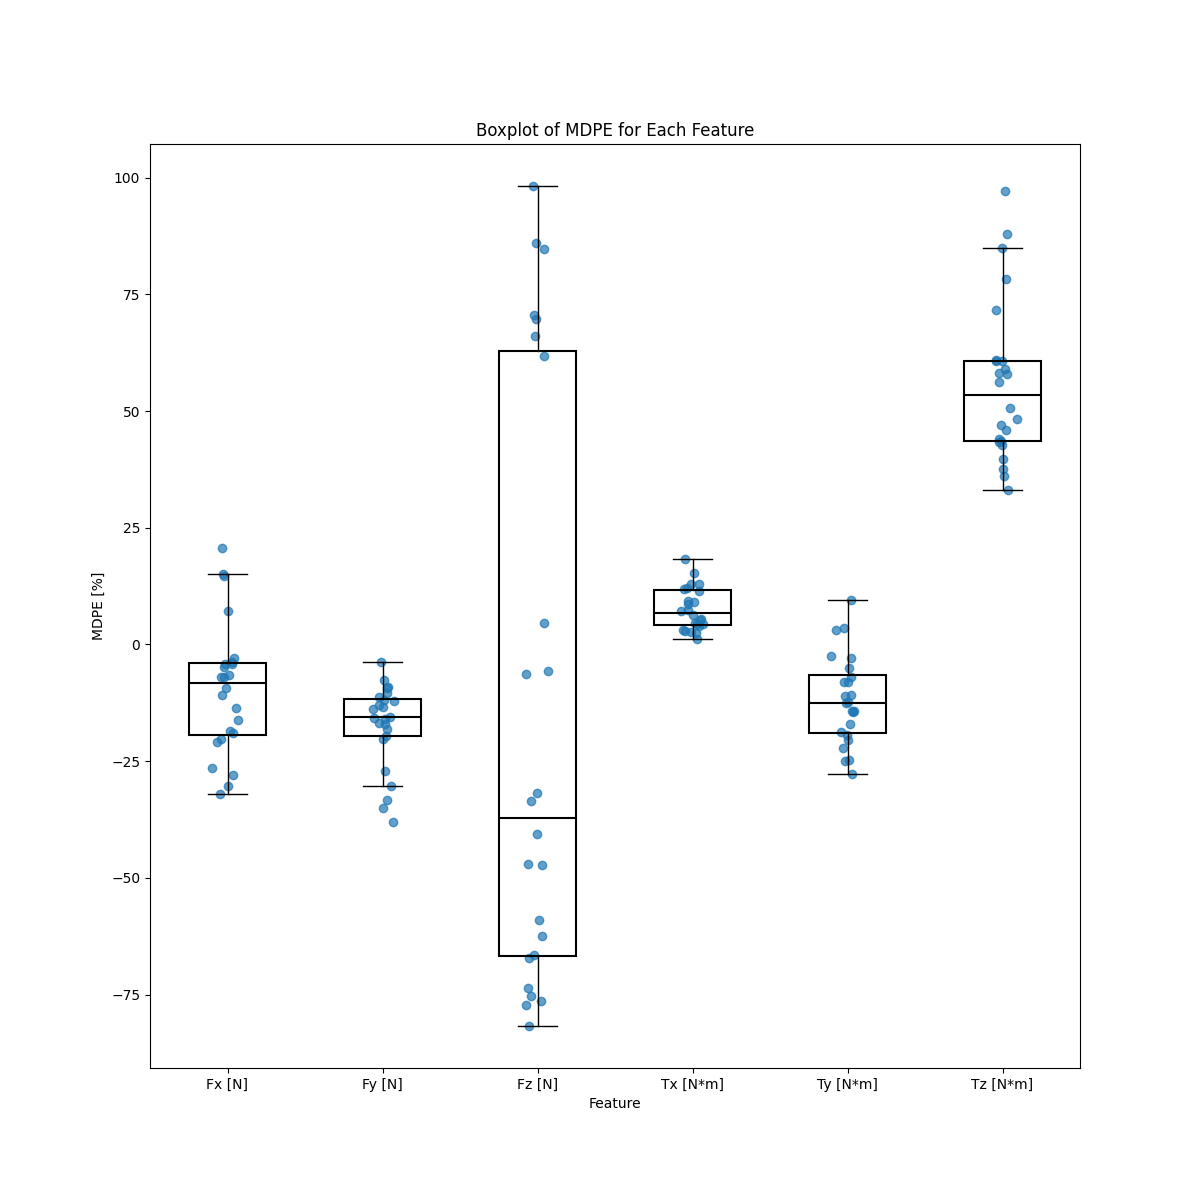 Boxplot of MDPE for Each Feature
MDPE [%]
100
75
50
25
0
−25
−50
−75
Fx [N]
Fy [N]
Fz [N]
Tx [N*m]
Ty [N*m]
Tz [N*m]
Feature